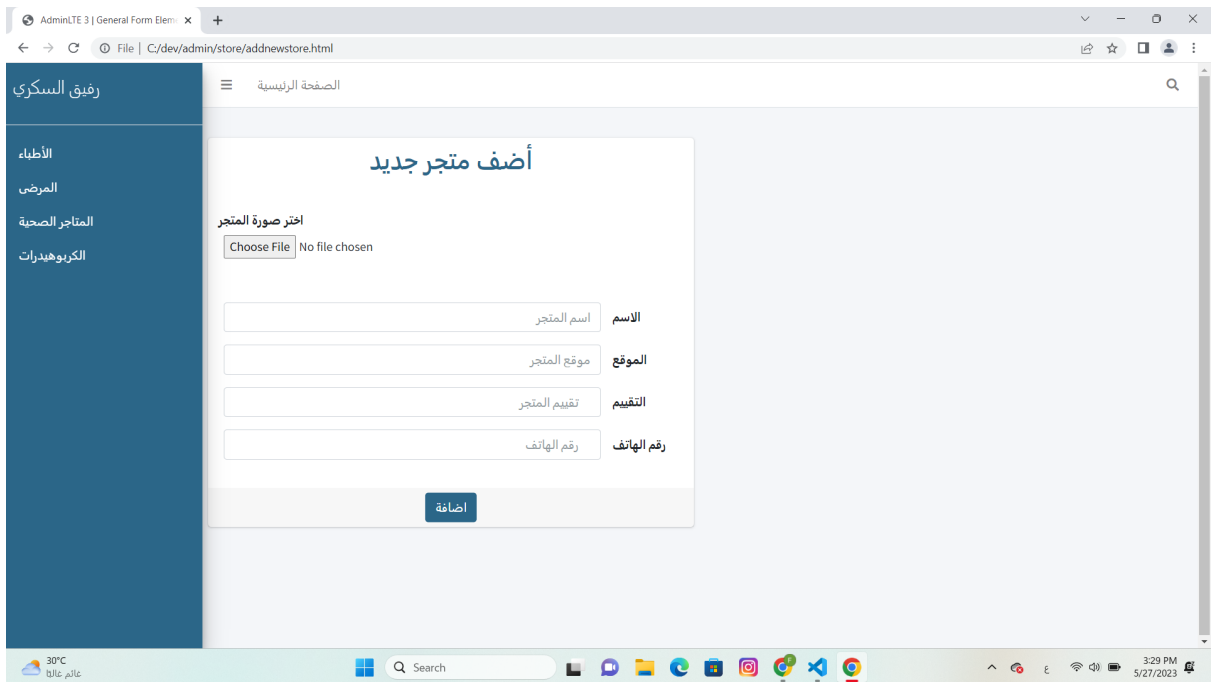 AdminLTE 3 | General Form Eleme
File | C:/dev/admin/store/addnewstore.html
رفيق السكري
الصفحة الرئيسية
الأطباء
المرضى
المتاجر الصحية
الكربوهيدرات
أضف متجر جديد
اختر صورة المتجر
Choose File No file chosen
الاسم اسم المتجر
الموقع موقع المتجر
التقييم تقييم المتجر
رقم الهاتف رقم الهاتف
اضافة
30°C
غائم غالبًا
Search
ع
3:29 PM
5/27/2023